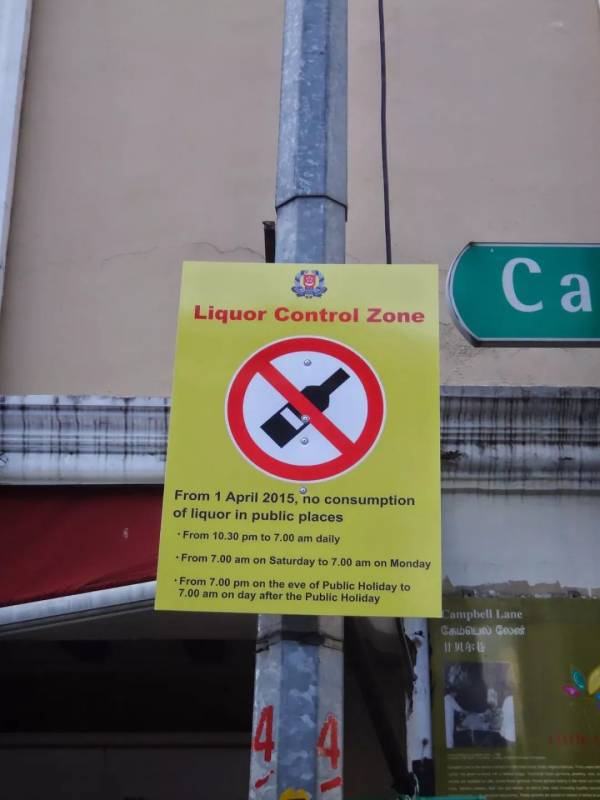 Liquor Control Zone
Ca
From 1 April 2015, no consumption
of liquor in public places
· From 10.30 pm to 7.00 am daily
· From 7.00 am on Saturday to 7.00 am on Monday
· From 7.00 pm on the eve of Public Holiday to
7.00 am on day after the Public Holiday
Campbell Lane
கேம்பெல் லேன்
甘贝尔巷
4 4